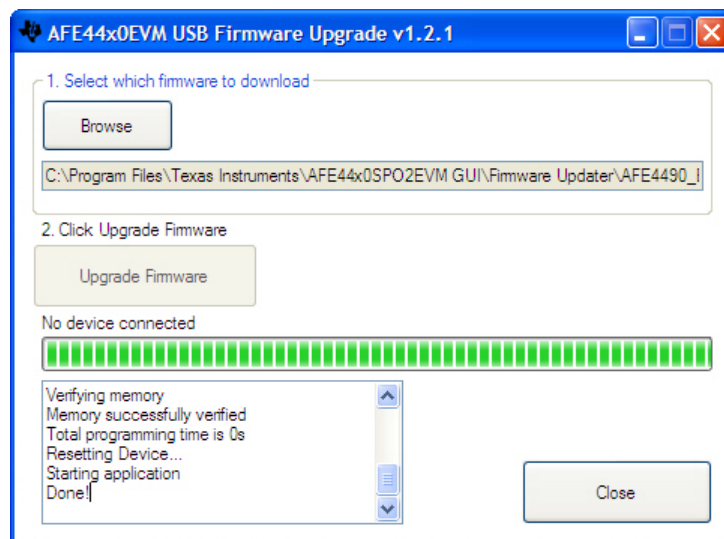 AFE44x0EVM USB Firmware Upgrade v1.2.1
1. Select which firmware to download
Browse
C:\Program Files\Texas Instruments\AFE44x0SPO2EVM GUI\Firmware Updater\AFE4490_
2. Click Upgrade Firmware
Upgrade Firmware
No device connected
Verifying memory
Memory successfully verified
Total programming time is 0s
Resetting Device...
Starting application
Done!
Close